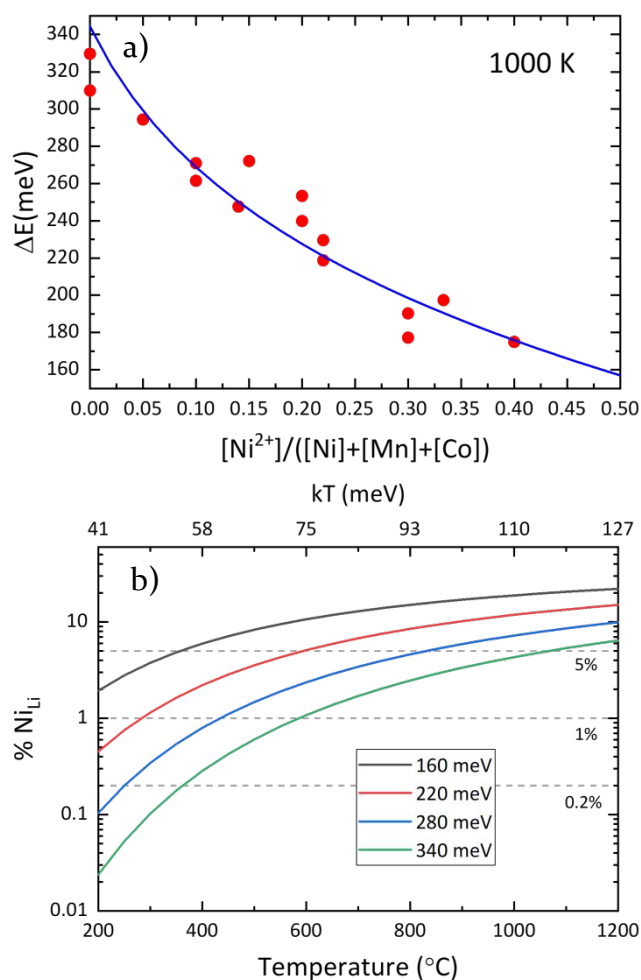 a)
1000 K
340
320
300
280
260
240
220
200
180
160
ΔE(meV)
0.00 0.05 0.10 0.15 0.20 0.25 0.30 0.35 0.40 0.45 0.50
[Ni²⁺]/([Ni]+[Mn]+[Co])
kT (meV)
41 58 75 93 110 127
b)
10
1
0.1
0.01
% Ni_Li
5%
1%
0.2%
160 meV
220 meV
280 meV
340 meV
200 400 600 800 1000 1200
Temperature (°C)